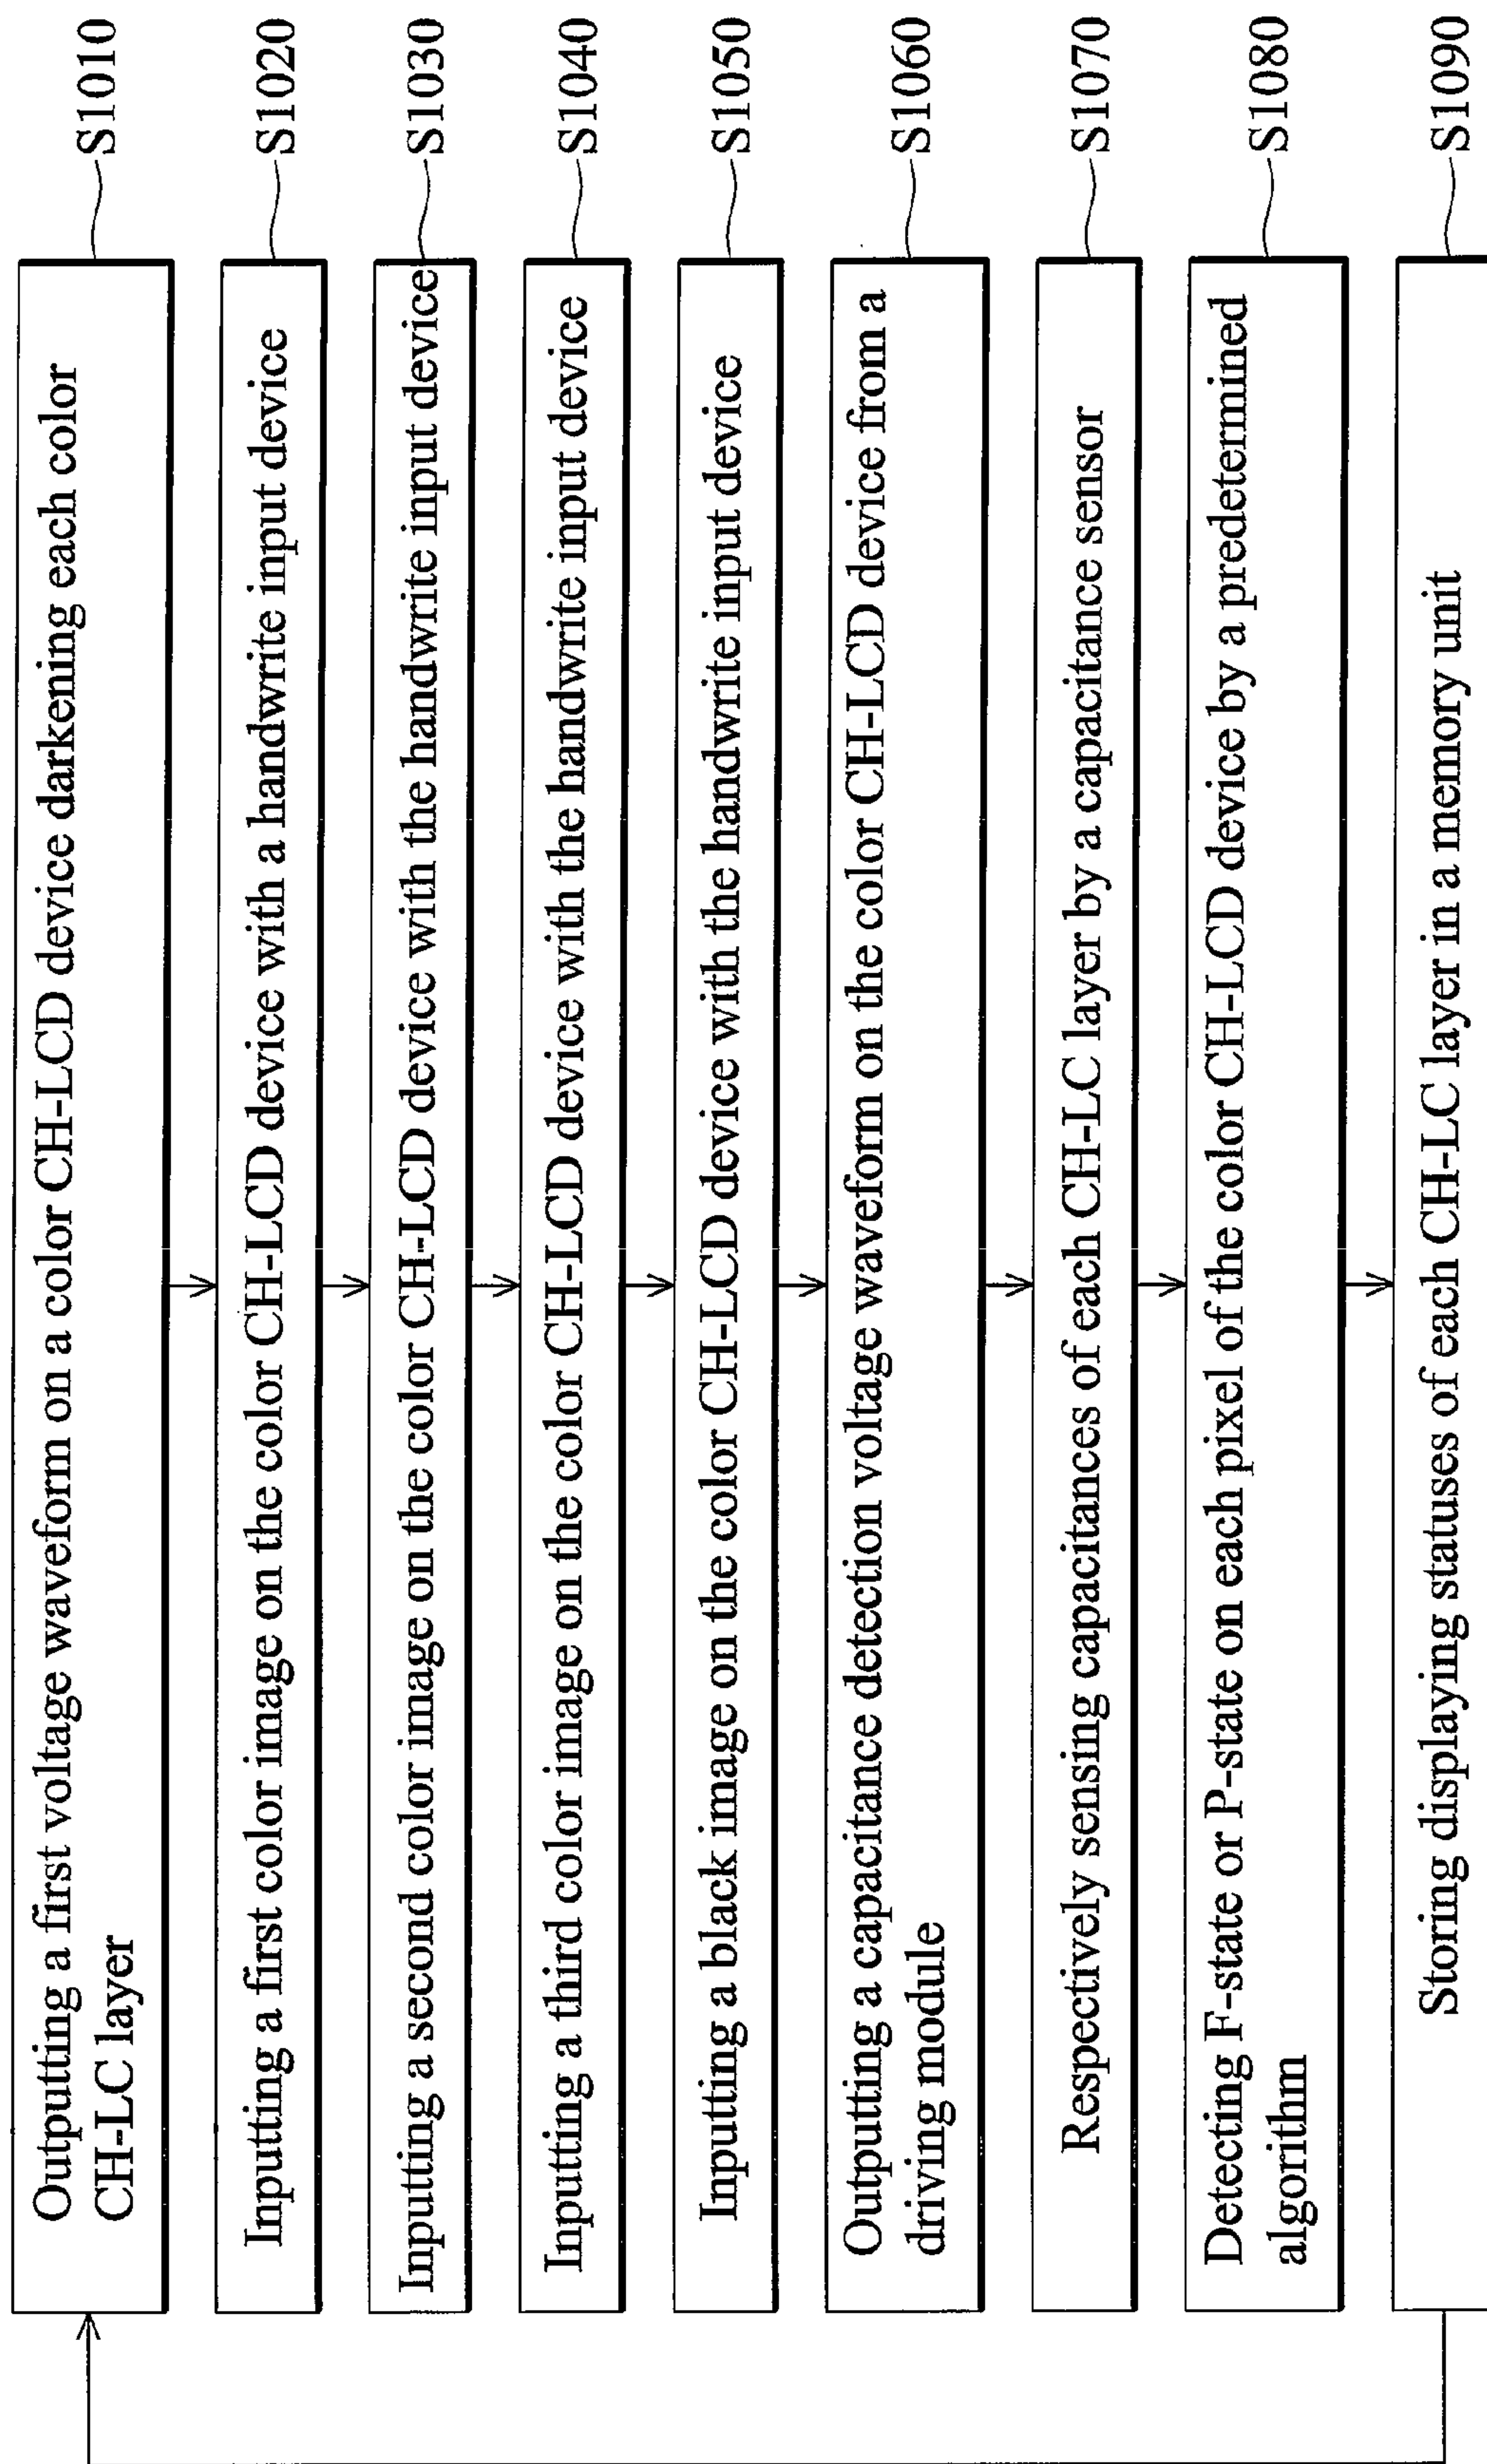 Outputting a first voltage waveform on a color CH-LCD device darkening each color
CH-LC layer
S1010
Inputting a first color image on the color CH-LCD device with a handwrite input device
S1020
Inputting a second color image on the color CH-LCD device with the handwrite input device
S1030
Inputing a third color image on the color CH-LCD device with the handwrite input device
S1040
Inputting a black image on the color CH-LCD device with the handwrite input device
S1050
Outputing a capacitance detection voltage waveform on the color CH-LCD device from a
driving module
S1060
Respectively sensing capacitances of each CH-LC layer by a capacitance sensor
S1070
Detecting F-state or P-state on each pixel of the color CH-LCD device by a predetermined
algorithm
S1080
Storing displaying statuses of each CH-LC layer in a memory unit
S1090